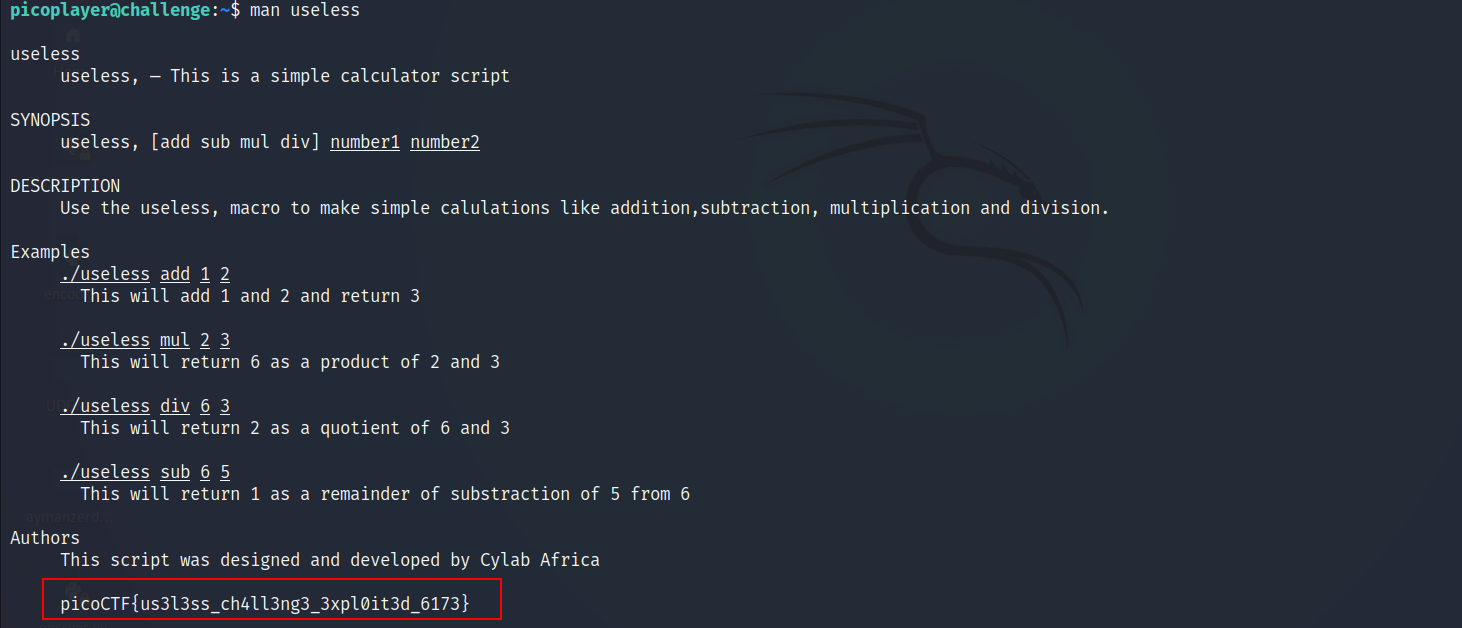 picoplayer@challenge:~$ man useless
useless
useless, — This is a simple calculator script
SYNOPSIS
useless, [add sub mul div] number1 number2
DESCRIPTION
Use the useless, macro to make simple calulations like addition,subtraction, multiplication and division.
Examples
./useless add 1 2
This will add 1 and 2 and return 3
./useless mul 2 3
This will return 6 as a product of 2 and 3
./useless div 6 3
This will return 2 as a quotient of 6 and 3
./useless sub 6 5
This will return 1 as a remainder of substraction of 5 from 6
aymanzerd...
Authors
This script was designed and developed by Cylab Africa
picoCTF{us3l3ss_ch4ll3ng3_3xpl0it3d_6173}